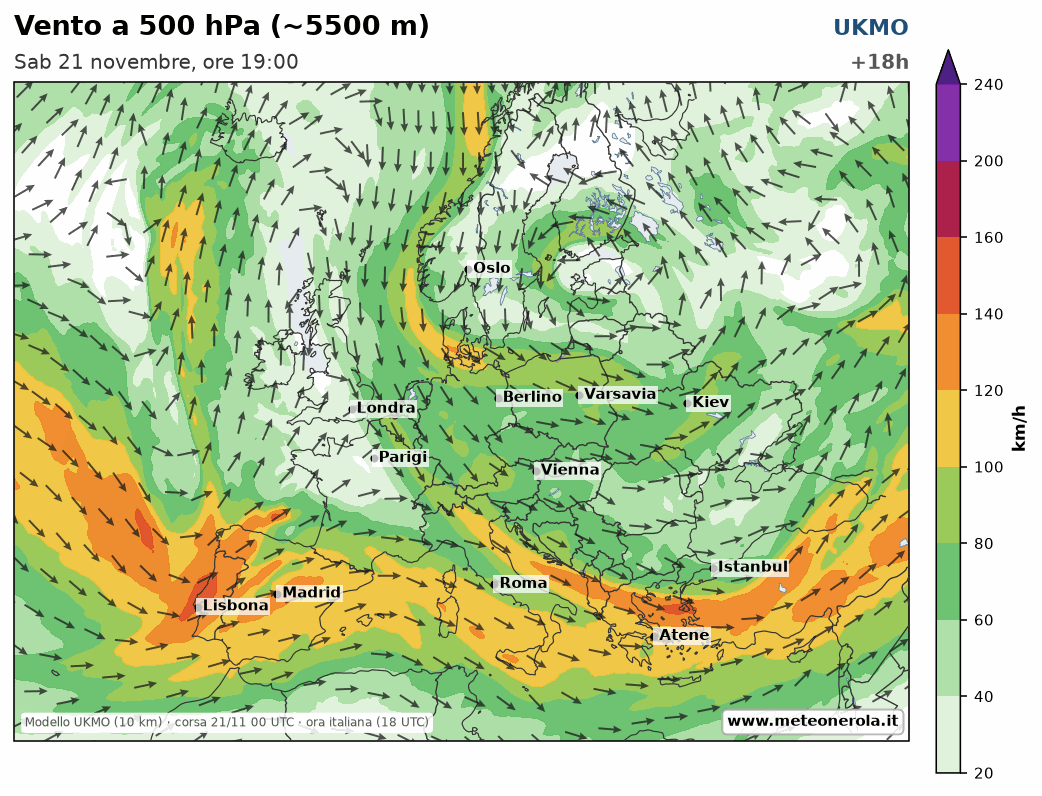 Vento a 500 hPa (~5500 m)
UKMO
Sab 21 novembre, ore 19:00
+18h
240
200
160
140
120
100
80
60
40
20
km/h
Oslo
Berlino
Varsavia
Kiev
Londra
Parigi
Vienna
Istanbul
Roma
Madrid
Lisbona
Atene
Modello UKMO (10 km) · corsa 21/11 00 UTC · ora italiana (18 UTC)
www.meteonerola.it